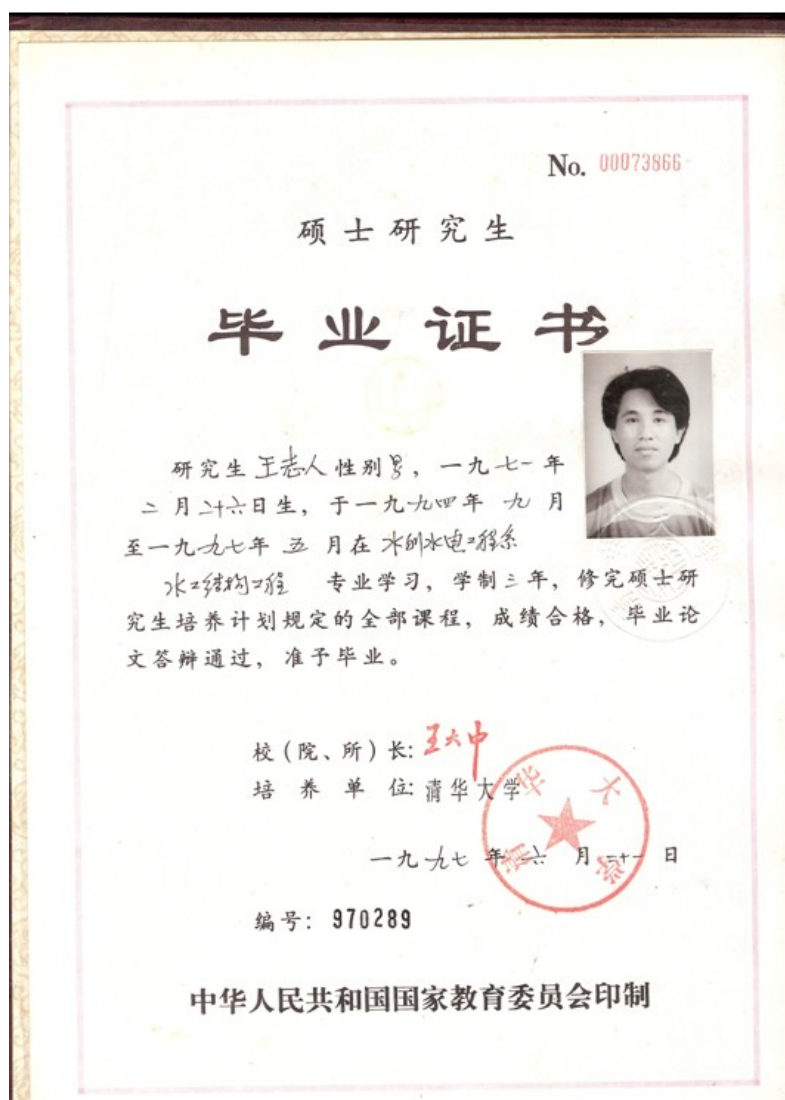 No. 00073866
硕士研究生
毕业证书
研究生王志人性别男，一九七一年
二月二十六日生，于一九九四年九月
至一九九七年五月在水利水电工程系
水工结构工程 专业学习，学制三年，修完硕士研
究生培养计划规定的全部课程，成绩合格，毕业论
文答辩通过，准予毕业。
校（院、所）长：王大中
培养单位：清华大学
清华大学
一九九七年六月二十一日
编号：970289
中华人民共和国国家教育委员会印制